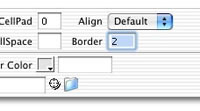 CellPad 0 Align Default
llSpace Border 2
r Color